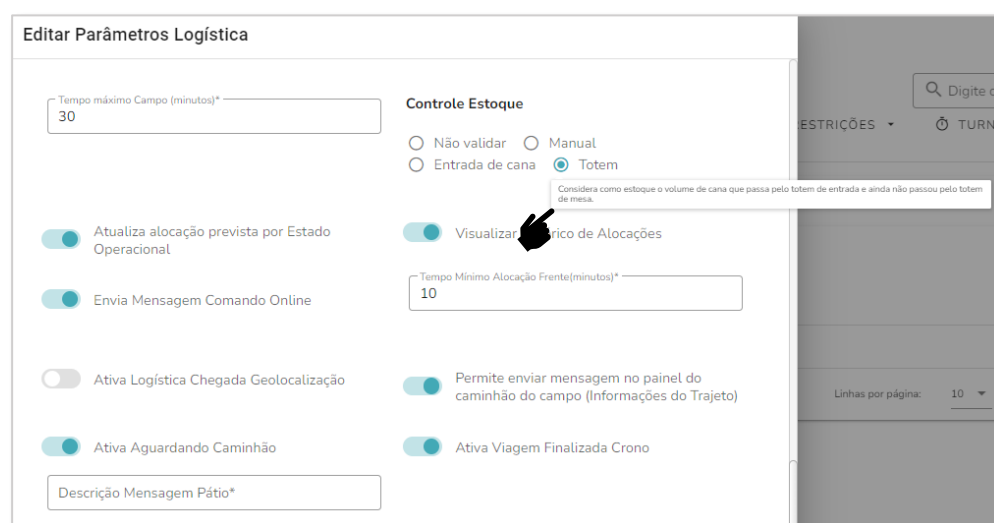 Editar Parâmetros Logística
Digite
Tempo máximo Campo (minutos)*
30
Controle Estoque
ESTRIÇÕES
TURN
Não validar
Manual
Entrada de cana
Totem
Considera como estoque o volume de cana que passa pelo totem de entrada e ainda não passou pelo totem
de mesa.
Atualiza alocação prevista por Estado
Operacional
Visualizar rico de Alocações
Tempo Mínimo Alocação Frente(minutos)*
10
Envia Mensagem Comando Online
Ativa Logística Chegada Geolocalização
Permite enviar mensagem no painel do
caminhão do campo (Informações do Trajeto)
Linhas por página:
10
Ativa Aguardando Caminhão
Ativa Viagem Finalizada Crono
Descrição Mensagem Pátio*